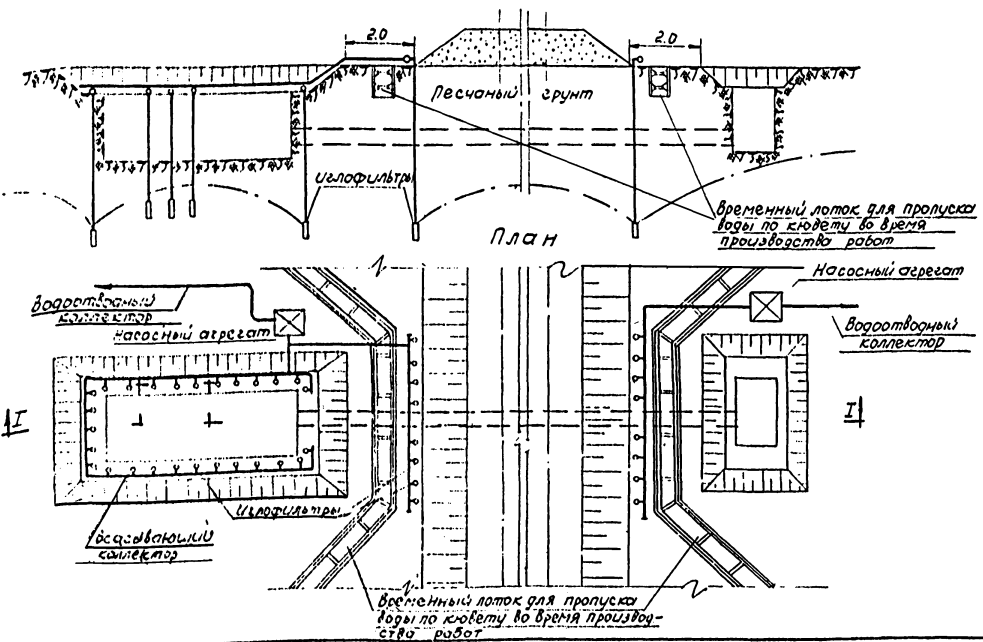 2.0
2.0
Песчаный грунт
Иглофильтры
Временный лоток для пропуска
воды по кювету во время
производства работ
План
Насосный агрегат
Водоотводный
коллектор
Насосный агрегат
Водоотводный
коллектор
I
I
Иглофильтры
Всасывающий
коллектор
Временный лоток для пропуска
воды по кювету во время производ-
ства работ